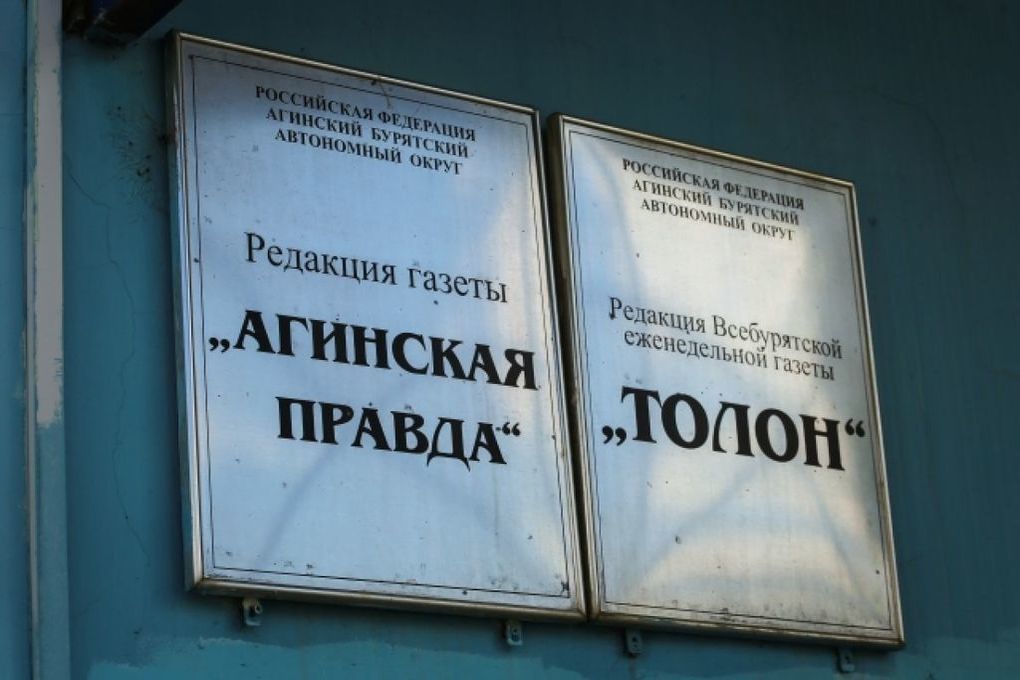 РОССИЙСКАЯ ФЕДЕРАЦИЯ
АГИНСКИЙ БУРЯТСКИЙ
АВТОНОМНЫЙ ОКРУГ
Редакция газеты
„АГИНСКАЯ
ПРАВДА“
РОССИЙСКАЯ ФЕДЕРАЦИЯ
АГИНСКИЙ БУРЯТСКИЙ
АВТОНОМНЫЙ ОКРУГ
Редакция Всебурятской
еженедельной газеты
„ТОЛОН“